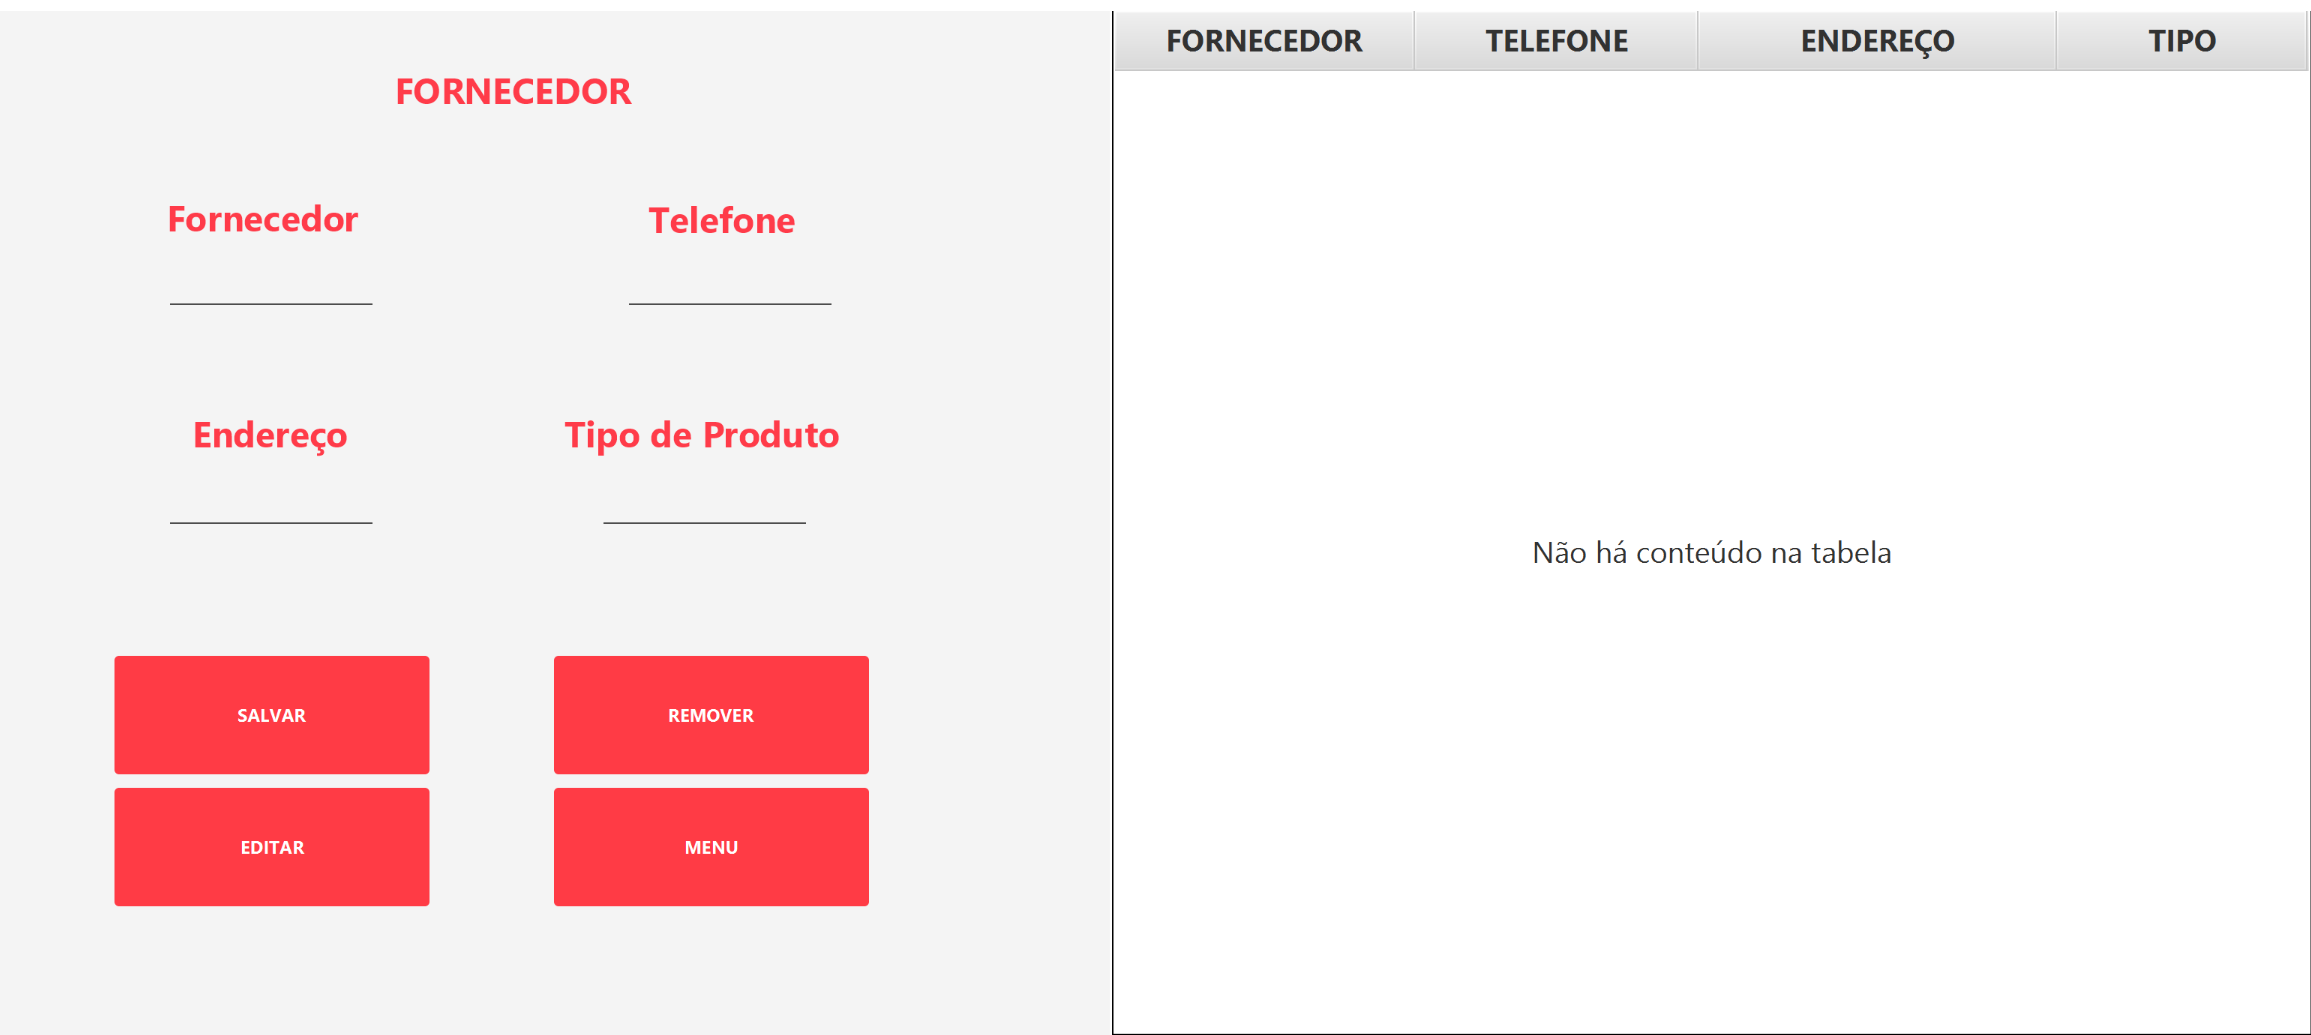 FORNECEDOR
Fornecedor
Telefone
Endereço
Tipo de Produto
SALVAR
REMOVER
EDITAR
MENU
FORNECEDOR TELEFONE ENDEREÇO TIPO
Não há conteúdo na tabela